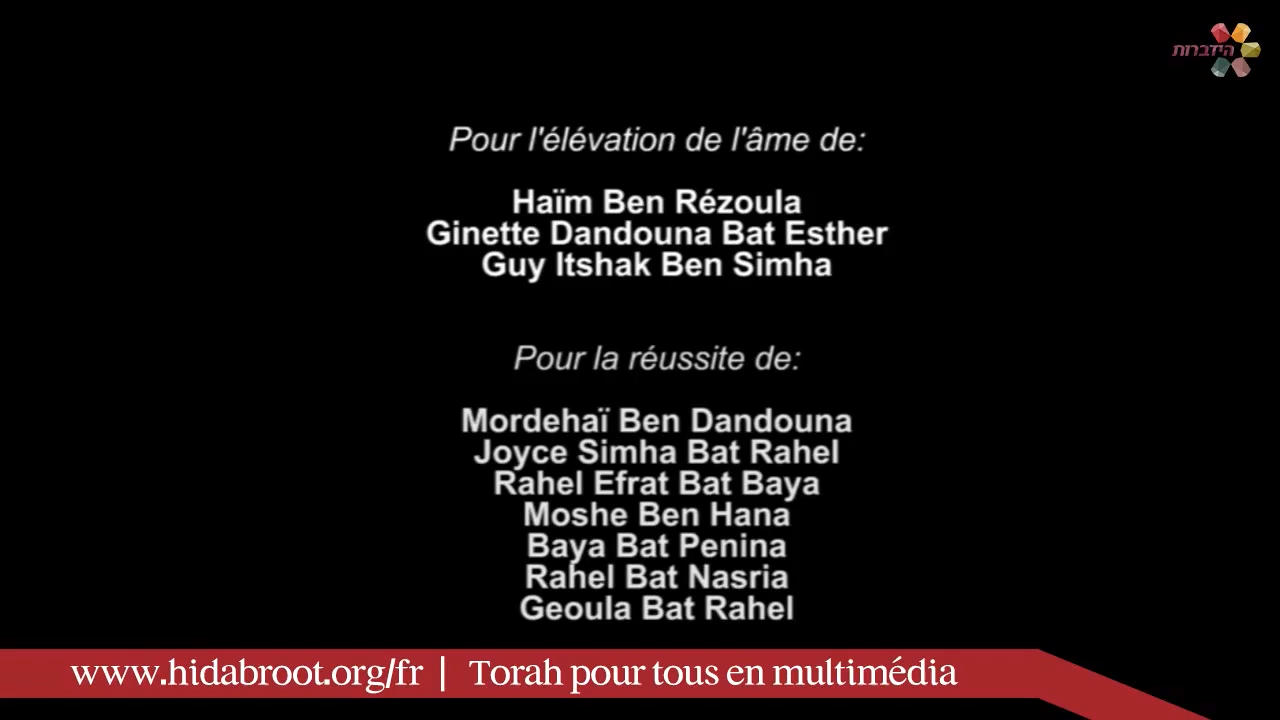 הידברות
Pour l'élévation de l'âme de:
Haïm Ben Rézoula
Ginette Dandouna Bat Esther
Guy Itshak Ben Simha
Pour la réussite de:
Mordehaï Ben Dandouna
Joyce Simha Bat Rahel
Rahel Efrat Bat Baya
Moshe Ben Hana
Baya Bat Penina
Rahel Bat Nasria
Geoula Bat Rahel
www.hidabroot.org/fr | Torah pour tous en multimédia